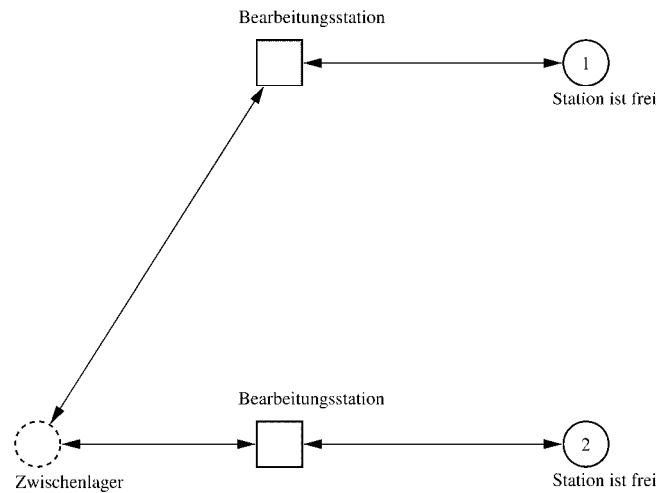 Bearbeitungsstation
1
Station ist frei
Bearbeitungsstation
2
Zwischenlager
Station ist frei